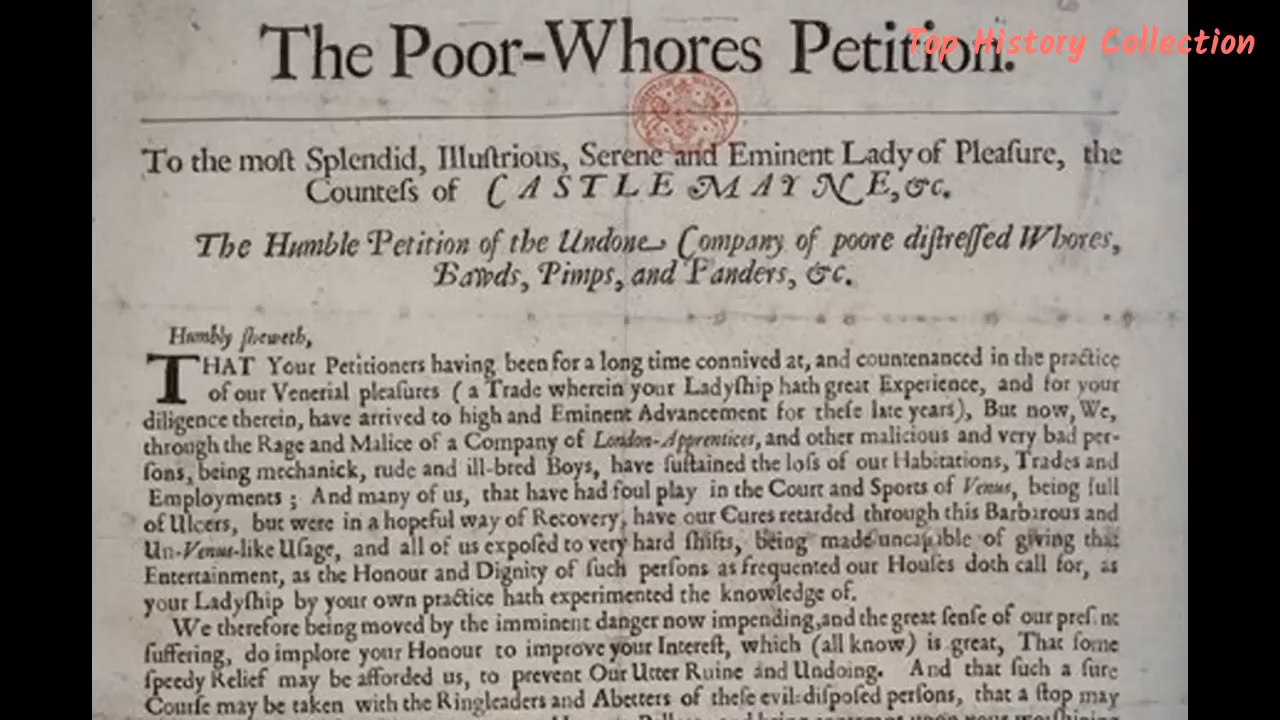 The Poor-Whores Petition.
Top History Collection
To the moſt Splendid, Illuſtrious, Serene and Eminent Lady of Pleaſure, the
Counteſs of CASTLEMAYNE, &c.
The Humble Petition of the Undone Company of poore diſtreſſed Whores,
Bawds, Pimps, and Panders, &c.
Humbly ſheweth,
THAT Your Petitioners having been for a long time connived at, and countenanced in the practice
of our Venerial pleaſures ( a Trade wherein your Ladyſhip hath great Experience, and for your
diligence therein, have arrived to high and Eminent Advancement for theſe late years), But now, We,
through the Rage and Malice of a Company of London-Apprentices, and other malicious and very bad per-
ſons, being mechanick, rude and ill-bred Boys, have ſuſtained the loſs of our Habitations, Trades and
Employments ; And many of us, that have had foul play in the Court and Sports of Venus, being full
of Ulcers, but were in a hopeful way of Recovery, have our Cures retarded through this Barbarous and
Un-Venus-like Uſage, and all of us expoſed to very hard ſhifts, being made uncapable of giving that
Entertainment, as the Honour and Dignity of ſuch perſons as frequented our Houſes doth call for, as
your Ladyſhip by your own practice hath experimented the knowledge of.
We therefore being moved by the imminent danger now impending, and the great ſenſe of our preſent
ſuffering, do implore your Honour to improve your Intereſt, which (all know) is great, That ſome
ſpeedy Relief may be afforded us, to prevent Our Utter Ruine and Undoing. And that ſuch a ſure
Courſe may be taken with the Ringleaders and Abetters of theſe evil-diſpoſed perſons, that a ſtop may